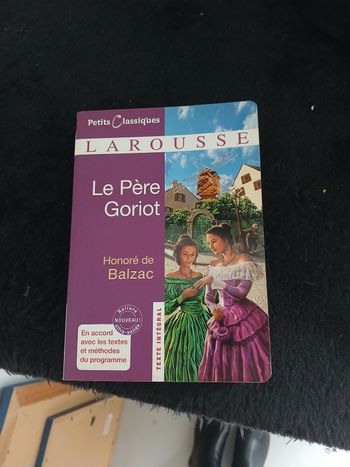 Petits Classiques
LAROUSSE
Le Père
Goriot
Honoré de
Balzac
Reliure
NOUVEAU !
En accord
avec les textes
et méthodes
du programme
TEXTE INTÉGRAL